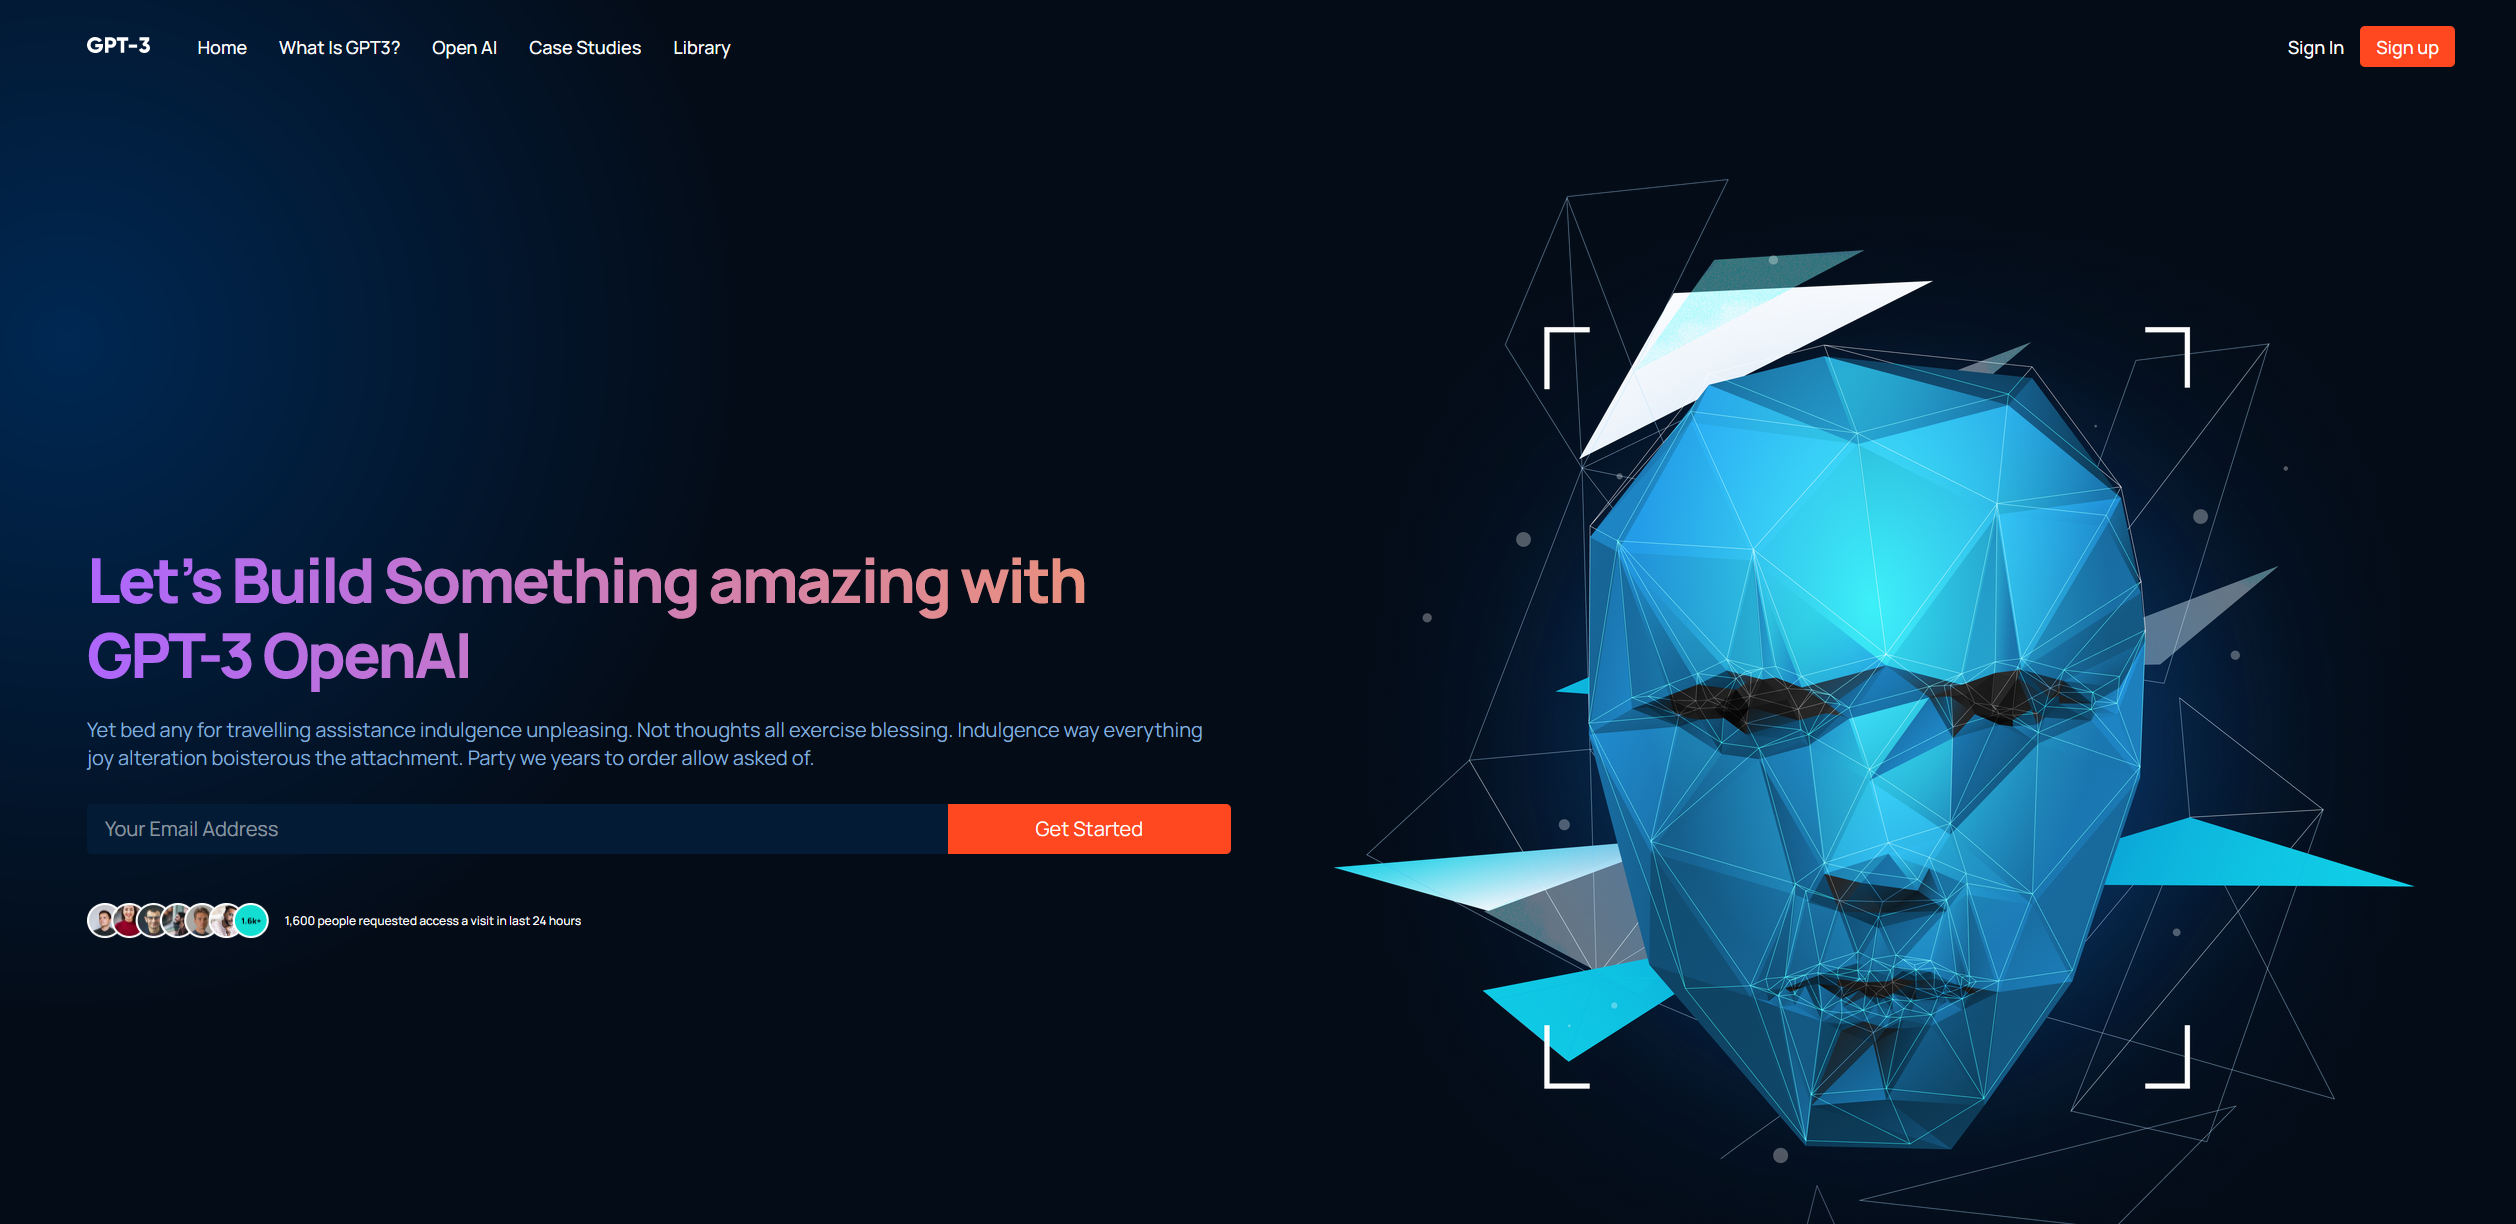 GPT-3 Home What Is GPT3? Open AI Case Studies Library Sign In Sign up
Let's Build Something amazing with
GPT-3 OpenAI
Yet bed any for travelling assistance indulgence unpleasing. Not thoughts all exercise blessing. Indulgence way everything
joy alteration boisterous the attachment. Party we years to order allow asked of.
Your Email Address Get Started
1.6k+ 1,600 people requested access a visit in last 24 hours